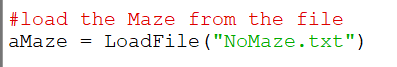 #load the Maze from the file
aMaze = LoadFile("NoMaze.txt")